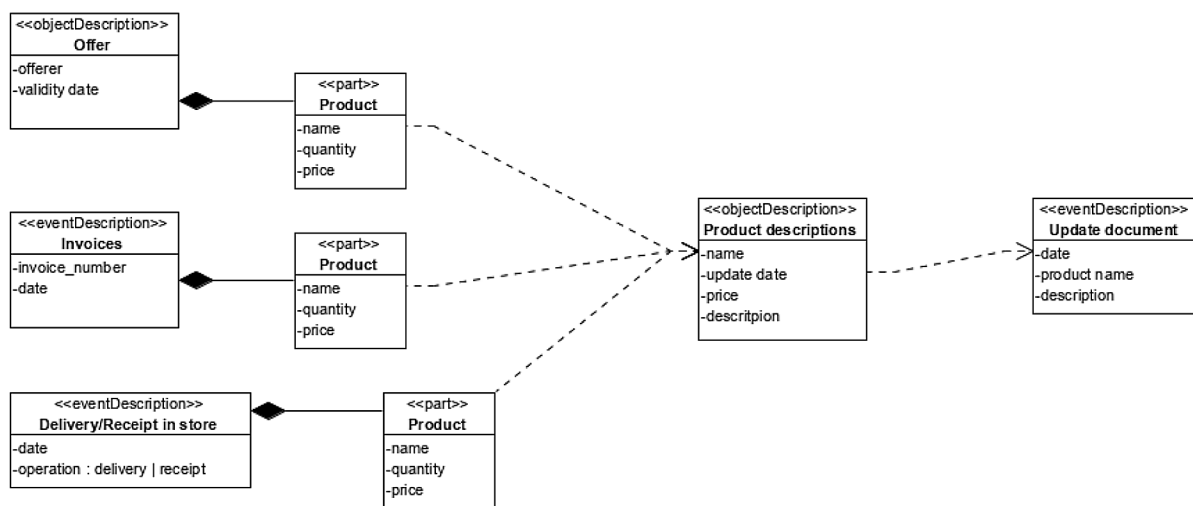 <<objectDescription>>
Offer
-offerer
-validity date
<<part>>
Product
-name
-quantity
-price
<<eventDescription>>
Invoices
-invoice_number
-date
<<part>>
Product
-name
-quantity
-price
<<objectDescription>>
Product descriptions
-name
-update date
-price
-descritpion
<<eventDescription>>
Update document
-date
-product name
-description
<<eventDescription>>
Delivery/Receipt in store
-date
-operation : delivery | receipt
<<part>>
Product
-name
-quantity
-price